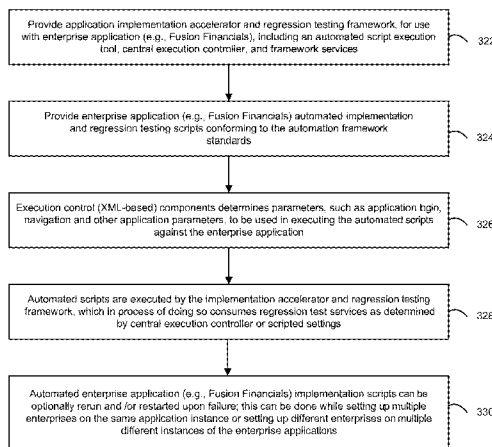 Provide application implementation accelerator and regression testing framework, for use
with enterprise application (e.g., Fusion Financials), including an automated script execution
tool, central execution controller, and framework services
322
Provide enterprise application (e.g., Fusion Financials) automated implementation
and regression testing scripts conforming to the automation framework
standards
324
Execution control (XML-based) components determines parameters, such as application login,
navigation and other application parameters, to be used in executing the automated scripts
against the enterprise application
326
Automated scripts are executed by the implementation accelerator and regression testing
framework, which in process of doing so consumes regression test services as determined
by central execution controller or scripted settings
328
Automated enterprise application (e.g., Fusion Financials) implementation scripts can be
optionally rerun and /or restarted upon failure; this can be done while setting up multiple
enterprises on the same application instance or setting up different enterprises on multiple
different instances of the enterprise applications
330